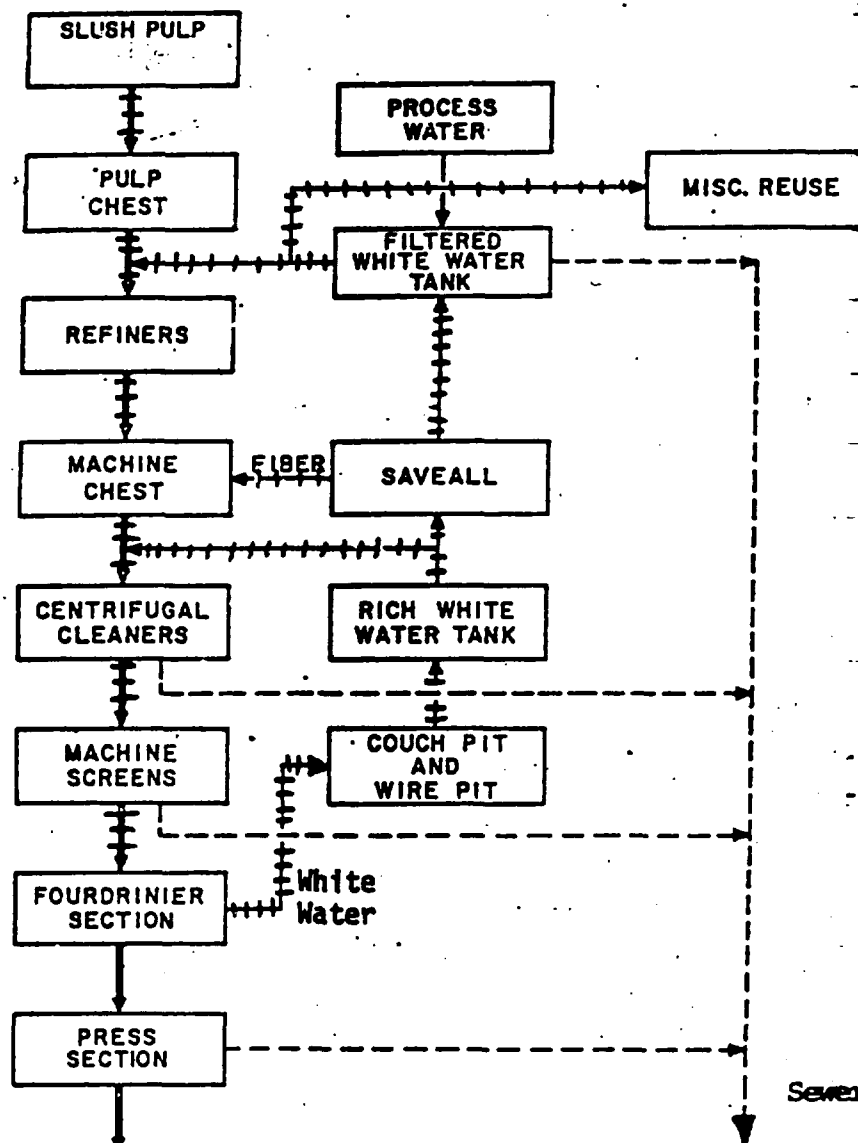 SLUSH PULP
PROCESS
WATER
PULP
CHEST
MISC. REUSE
FILTERED
WHITE WATER
TANK
REFINERS
MACHINE
CHEST
FIBER
SAVEALL
CENTRIFUGAL
CLEANERS
RICH WHITE
WATER TANK
MACHINE
SCREENS
COUCH PIT
AND
WIRE PIT
FOURDRINIER
SECTION
White
Water
PRESS
SECTION
Sewer